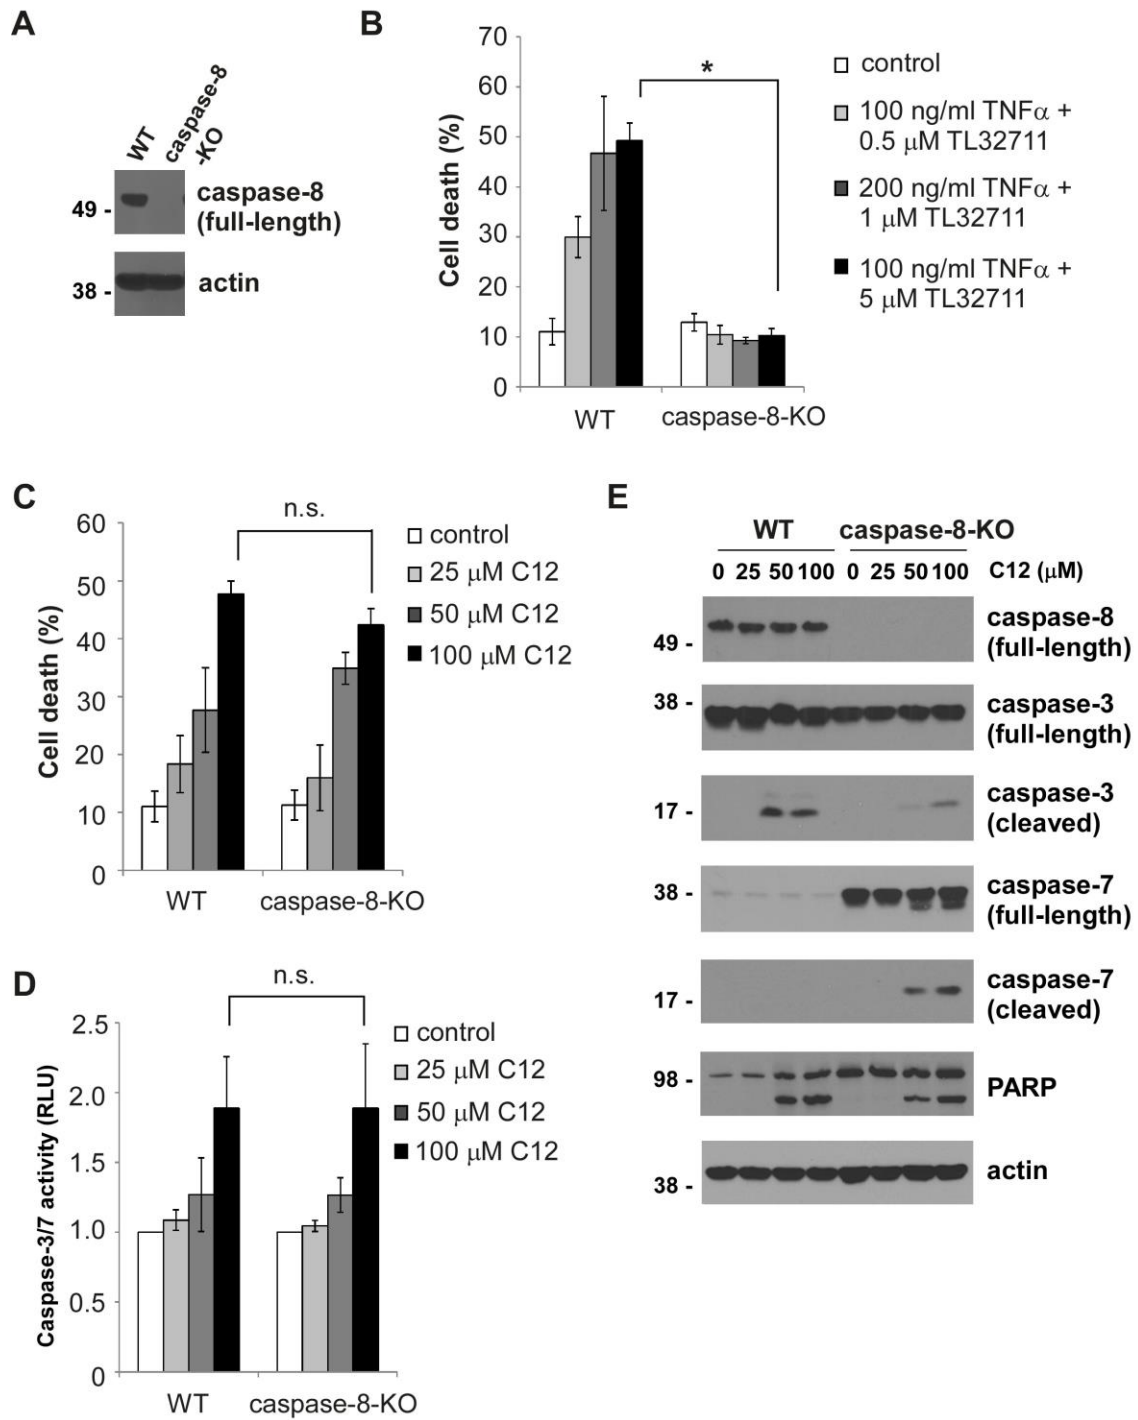 A
WT
caspase-8
-KO
49 -
caspase-8
(full-length)
38 -
actin
B
Cell death (%)
70
60
50
40
30
20
10
0
*
WT
caspase-8-KO
control
100 ng/ml TNFα +
0.5 μM TL32711
200 ng/ml TNFα +
1 μM TL32711
100 ng/ml TNFα +
5 μM TL32711
C
Cell death (%)
60
50
40
30
20
10
0
n.s.
WT
caspase-8-KO
control
25 μM C12
50 μM C12
100 μM C12
D
Caspase-3/7 activity (RLU)
2.5
2.0
1.5
1.0
0.5
0
n.s.
WT
caspase-8-KO
control
25 μM C12
50 μM C12
100 μM C12
E
WT caspase-8-KO
0 25 50 100 0 25 50 100 C12 (μM)
49 -
caspase-8
(full-length)
38 -
caspase-3
(full-length)
17 -
caspase-3
(cleaved)
38 -
caspase-7
(full-length)
17 -
caspase-7
(cleaved)
98 -
PARP
38 -
actin